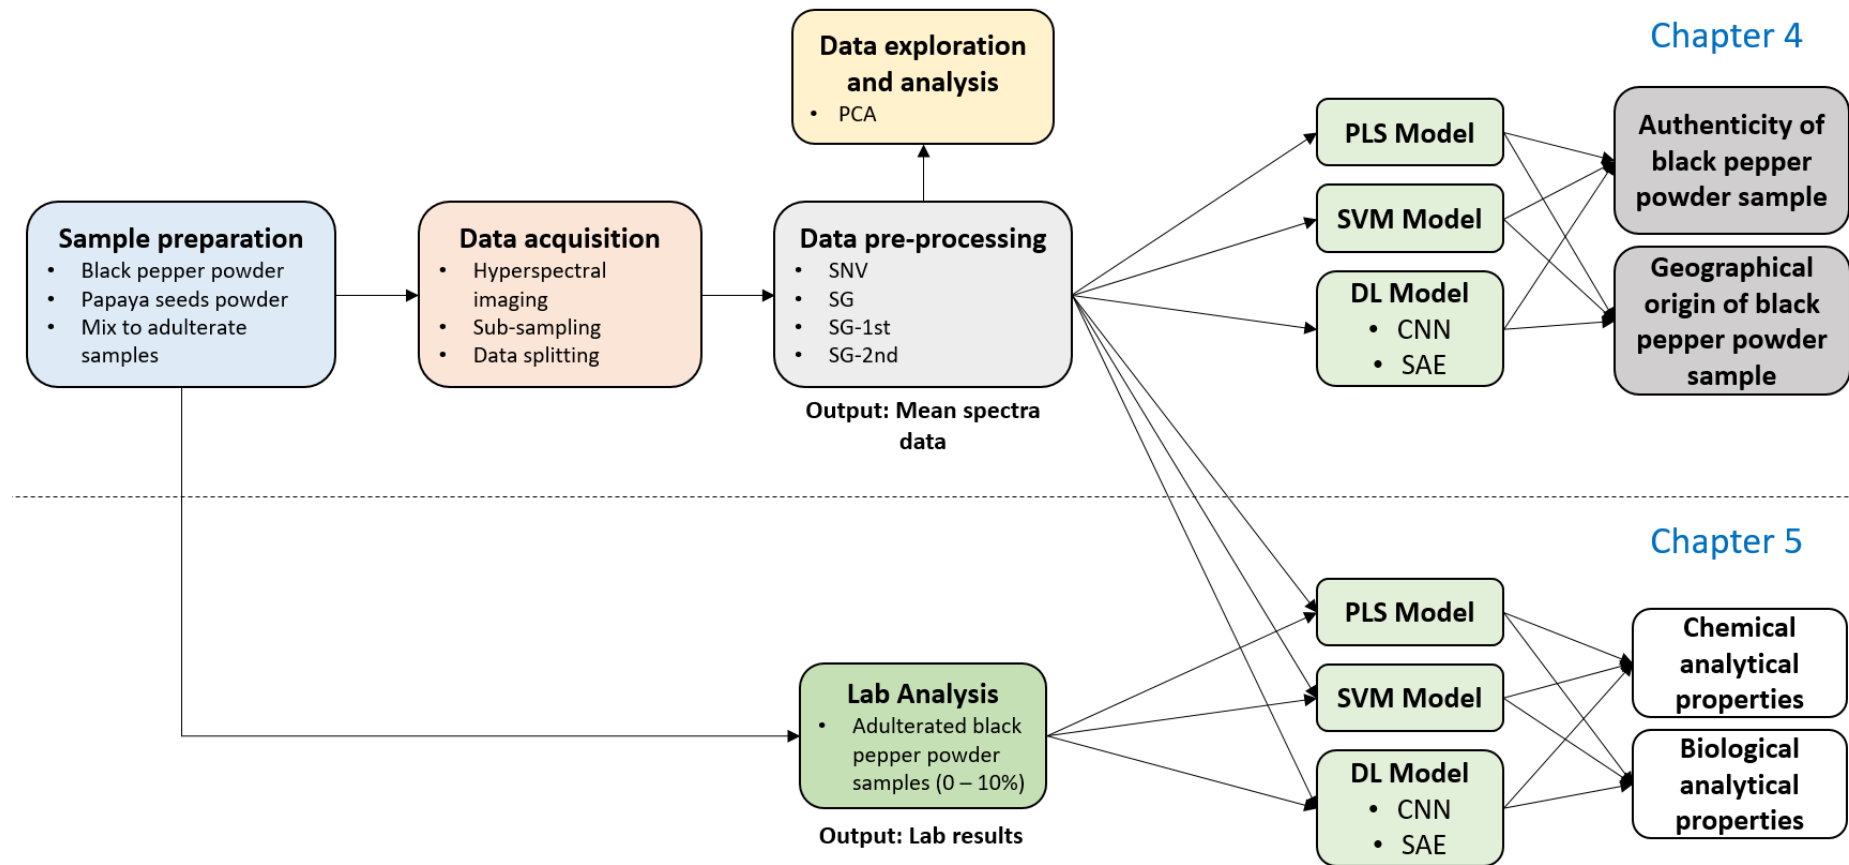 Data exploration
and analysis
• PCA
Chapter 4
Sample preparation
• Black pepper powder
• Papaya seeds powder
• Mix to adulterate
samples
Data acquisition
• Hyperspectral
imaging
• Sub-sampling
• Data splitting
Data pre-processing
• SNV
• SG
• SG-1st
• SG-2nd
Output: Mean spectra
data
PLS Model
SVM Model
DL Model
• CNN
• SAE
Authenticity of
black pepper
powder sample
Geographical
origin of black
pepper powder
sample
Chapter 5
Lab Analysis
• Adulterated black
pepper powder
samples (0 – 10%)
Output: Lab results
PLS Model
SVM Model
DL Model
• CNN
• SAE
Chemical
analytical
properties
Biological
analytical
properties